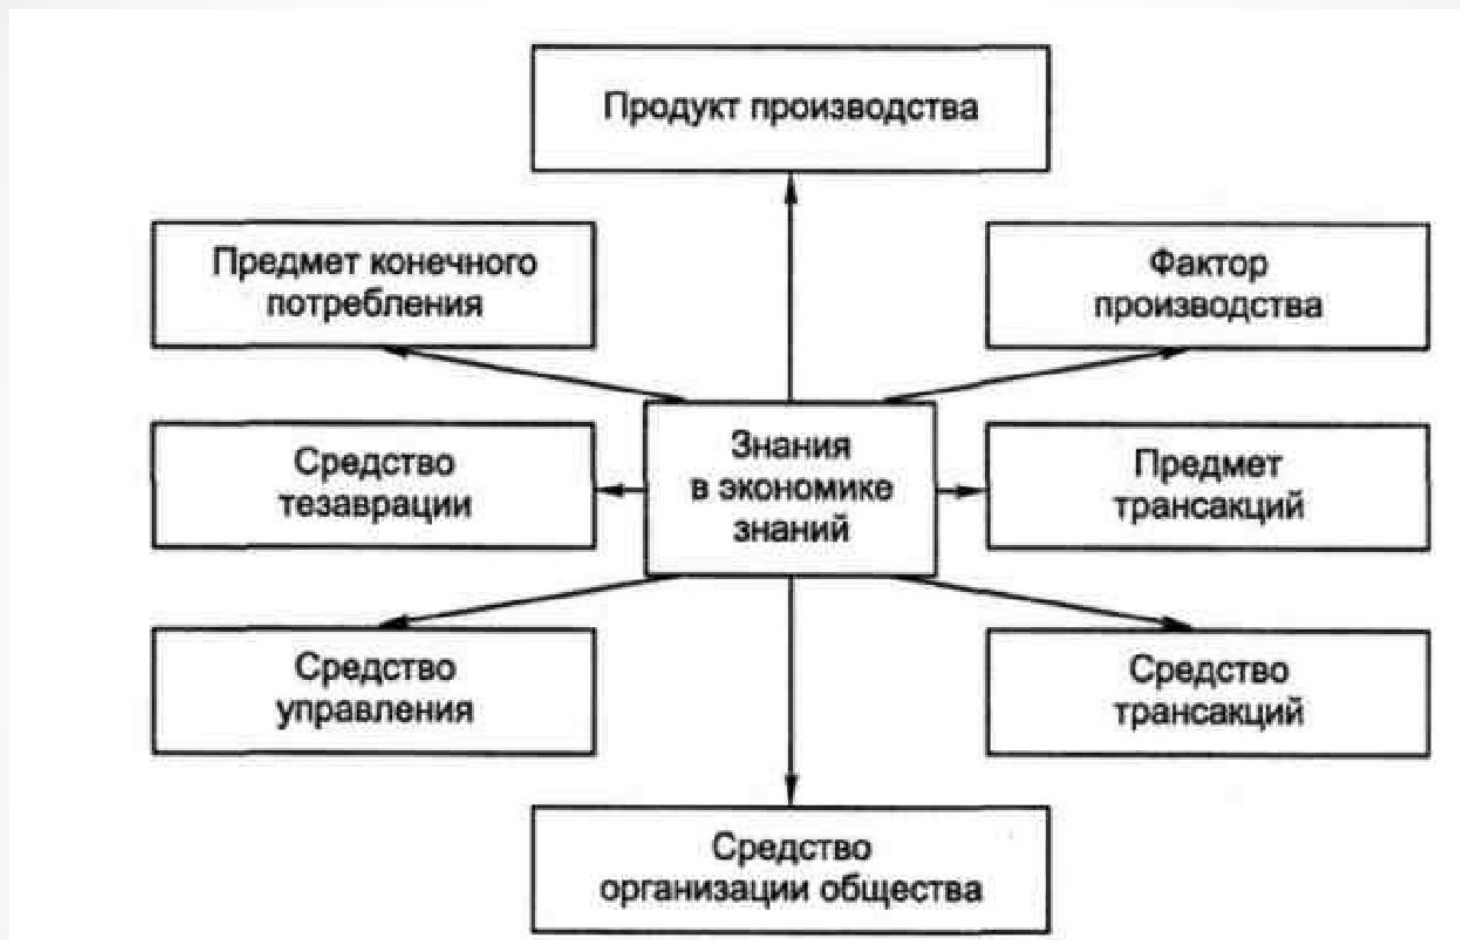 Продукт производства
Предмет конечного
потребления
Фактор
производства
Средство
тезаврации
Знания
в экономике
знаний
Предмет
трансакций
Средство
управления
Средство
трансакций
Средство
организации общества